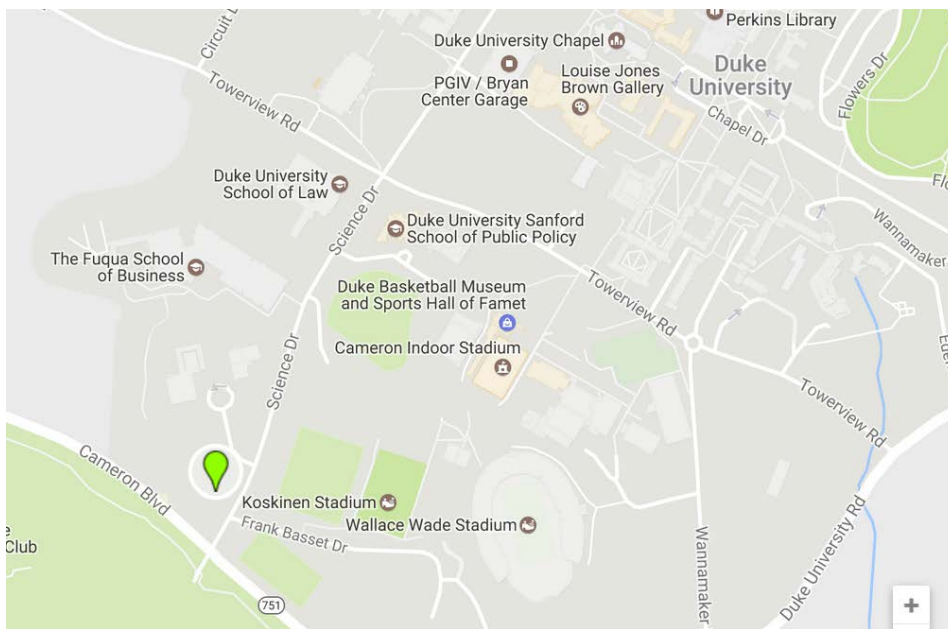 Circuit
Perkins Library
Duke University Chapel
Duke
University
PGIV / Bryan
Center Garage
Louise Jones
Brown Gallery
Flowers Dr
Towerview Rd
Chapel Dr
Duke University
School of Law
Science Dr
Flo
Wannamaker
Duke University Sanford
School of Public Policy
The Fuqua School
of Business
Duke Basketball Museum
and Sports Hall of Famet
Towerview Rd
Cameron Indoor Stadium
Science Dr
Towerview Rd
Cameron Blvd
Koskinen Stadium
Wallace Wade Stadium
Frank Basset Dr
e
Club
Wannamaker
Duke University Rd
751
+